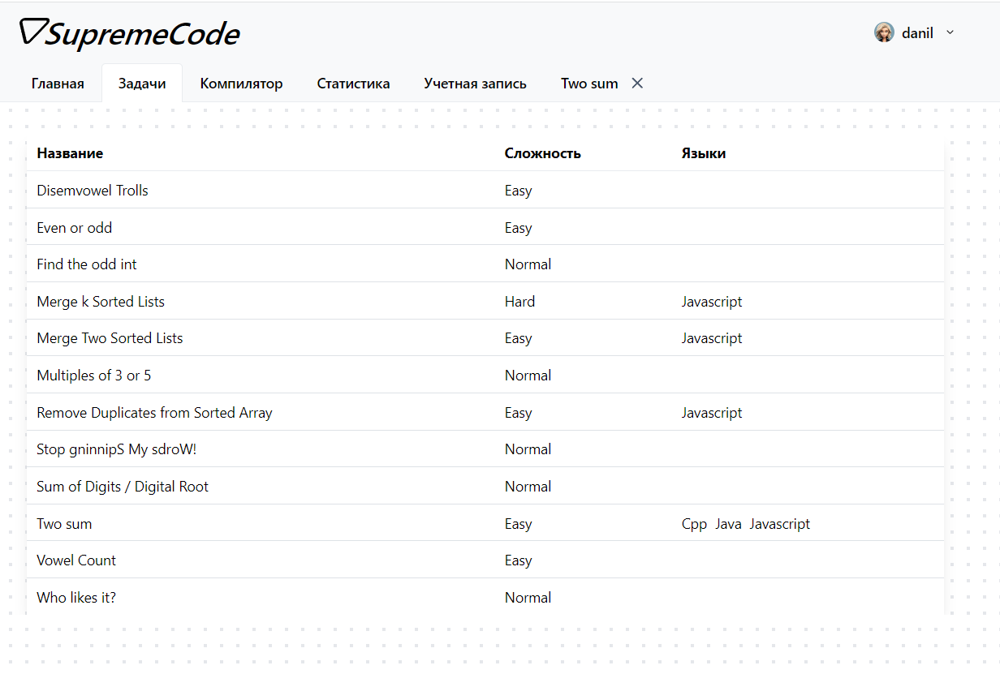 SupremeCode
danil
Главная Задачи Компилятор Статистика Учетная запись Two sum
Название Сложность Языки
Disemvowel Trolls Easy
Even or odd Easy
Find the odd int Normal
Merge k Sorted Lists Hard Javascript
Merge Two Sorted Lists Easy Javascript
Multiples of 3 or 5 Normal
Remove Duplicates from Sorted Array Easy Javascript
Stop gninnipS My sdroW! Normal
Sum of Digits / Digital Root Normal
Two sum Easy Cpp Java Javascript
Vowel Count Easy
Who likes it? Normal